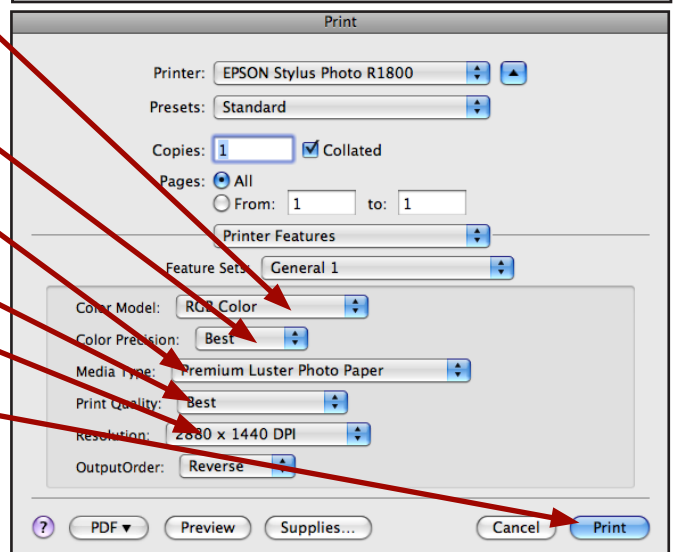 Print
Printer: EPSON Stylus Photo R1800
Presets: Standard
Copies: 1 Collated
Pages: All
From: 1 to: 1
Printer Features
Feature Sets: General 1
Color Model: RGB Color
Color Precision: Best
Media Type: Premium Luster Photo Paper
Print Quality: Best
Resolution: 2880 x 1440 DPI
OutputOrder: Reverse
? PDF ▼ Preview Supplies... Cancel Print